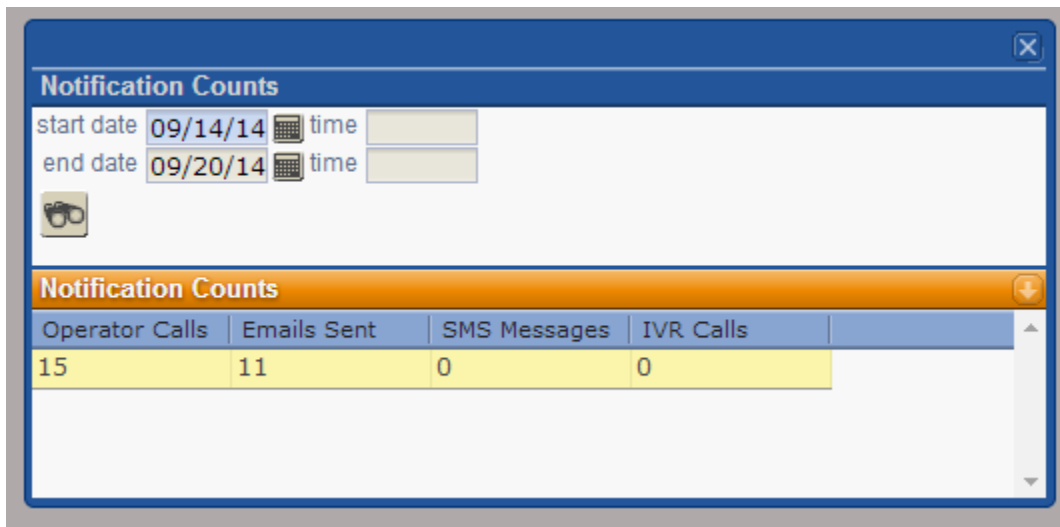 Notification Counts
start date 09/14/14 time
end date 09/20/14 time
Notification Counts
Operator Calls Emails Sent SMS Messages IVR Calls
15 11 0 0